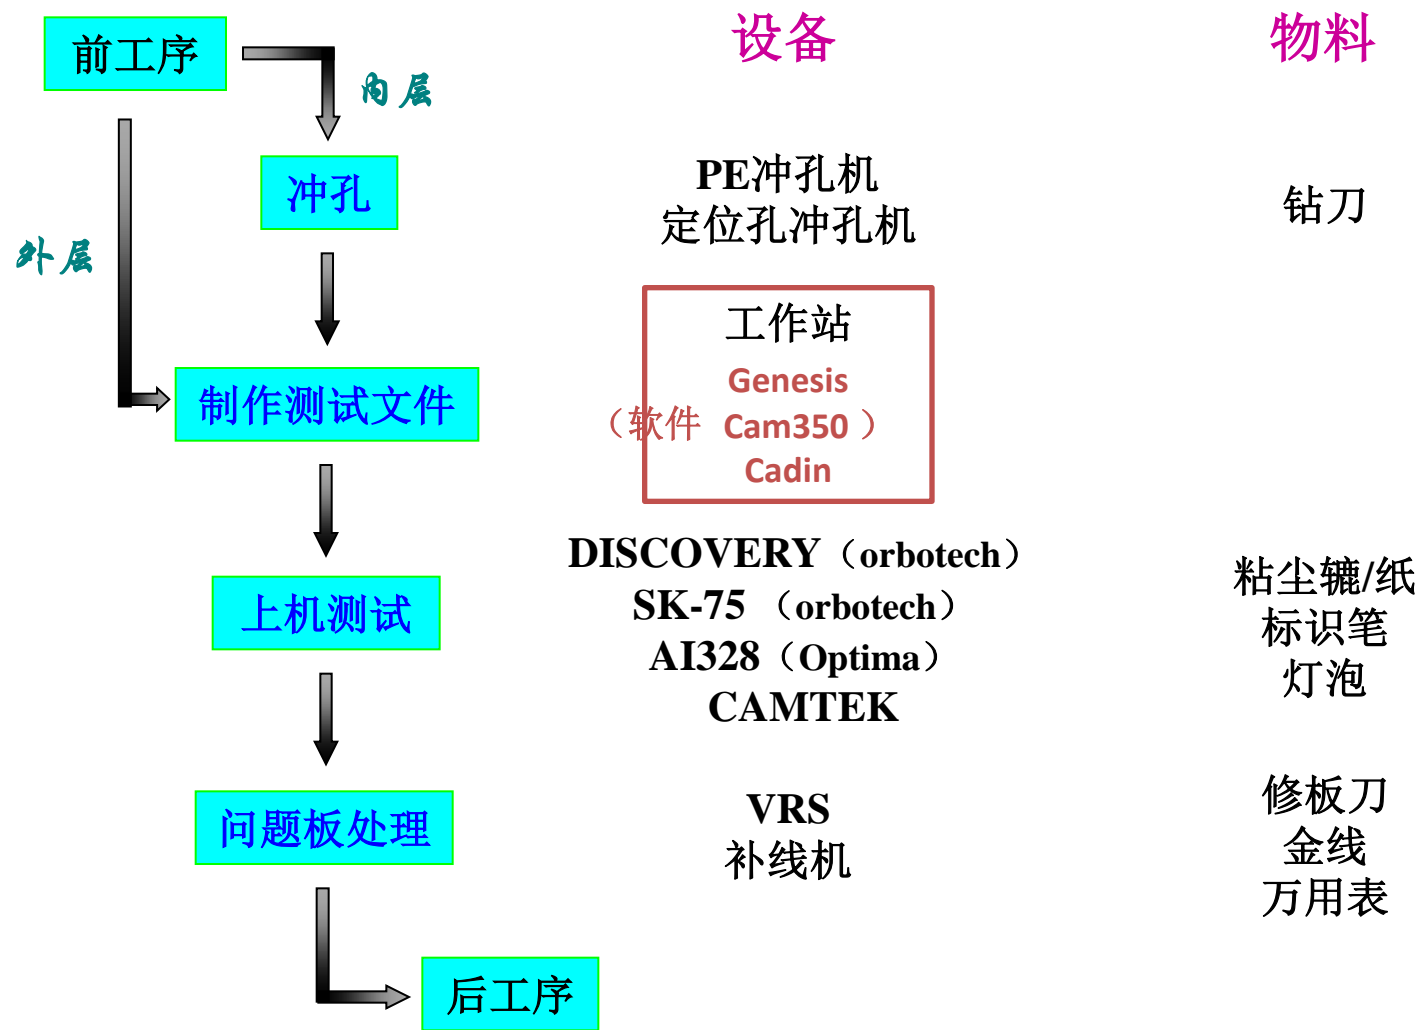 前工序
设备
物料
内层
冲孔
PE冲孔机
定位孔冲孔机
钻刀
外层
工作站
Genesis
（软件 Cam350 ）
Cadin
制作测试文件
DISCOVERY（orbotech）
SK-75 （orbotech）
AI328（Optima）
CAMTEK
上机测试
粘尘辘/纸
标识笔
灯泡
问题板处理
VRS
补线机
修板刀
金线
万用表
后工序